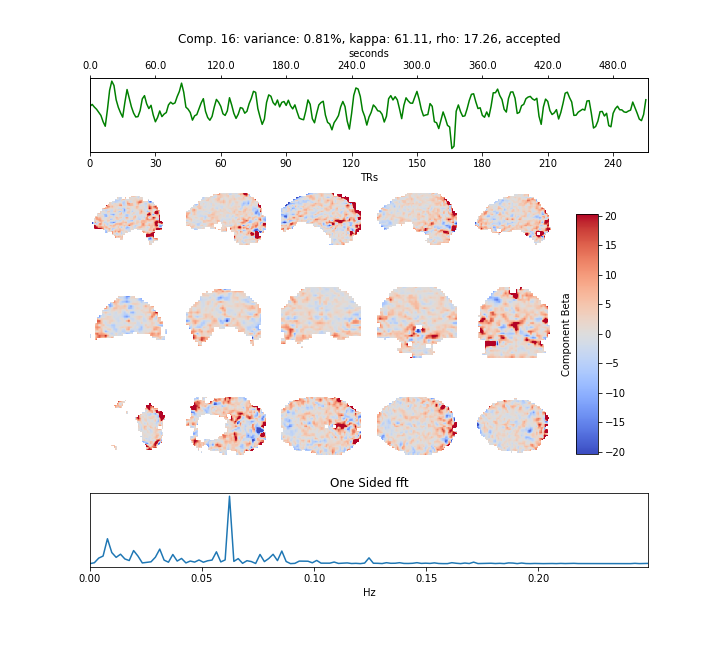 Comp. 16: variance: 0.81%, kappa: 61.11, rho: 17.26, accepted
seconds
0.0 60.0 120.0 180.0 240.0 300.0 360.0 420.0 480.0
0 30 60 90 120 150 180 210 240
TRs
20
15
10
5
0
−5
−10
−15
−20
Component Beta
One Sided fft
0.00 0.05 0.10 0.15 0.20
Hz